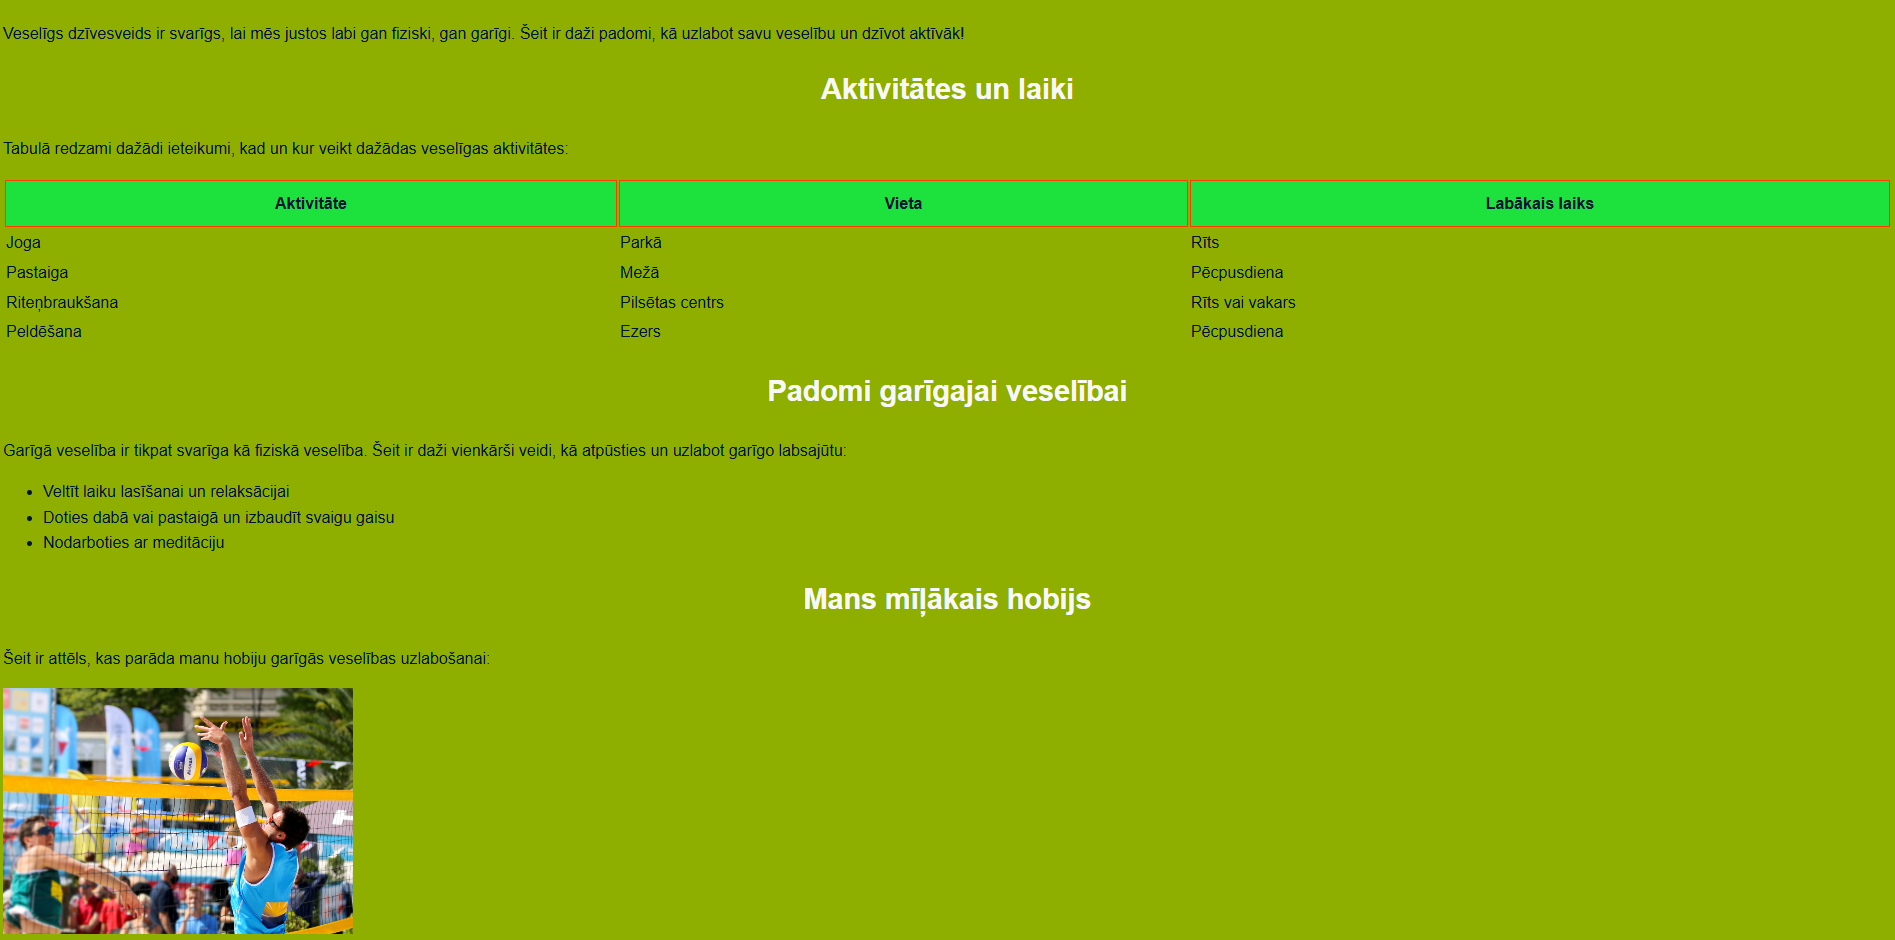 Veselīgs dzīvesveids ir svarīgs, lai mēs justos labi gan fiziski, gan garīgi. Šeit ir daži padomi, kā uzlabot savu veselību un dzīvot aktīvāk!
Aktivitātes un laiki
Tabulā redzami dažādi ieteikumi, kad un kur veikt dažādas veselīgas aktivitātes:
Aktivitāte Vieta Labākais laiks
Joga Parkā Rīts
Pastaiga Mežā Pēcpusdiena
Riteņbraukšana Pilsētas centrs Rīts vai vakars
Peldēšana Ezers Pēcpusdiena
Padomi garīgajai veselībai
Garīgā veselība ir tikpat svarīga kā fiziskā veselība. Šeit ir daži vienkārši veidi, kā atpūsties un uzlabot garīgo labsajūtu:
• Veltīt laiku lasīšanai un relaksācijai
• Doties dabā vai pastaigā un izbaudīt svaigu gaisu
• Nodarboties ar meditāciju
Mans mīļākais hobijs
Šeit ir attēls, kas parāda manu hobiju garīgās veselības uzlabošanai: